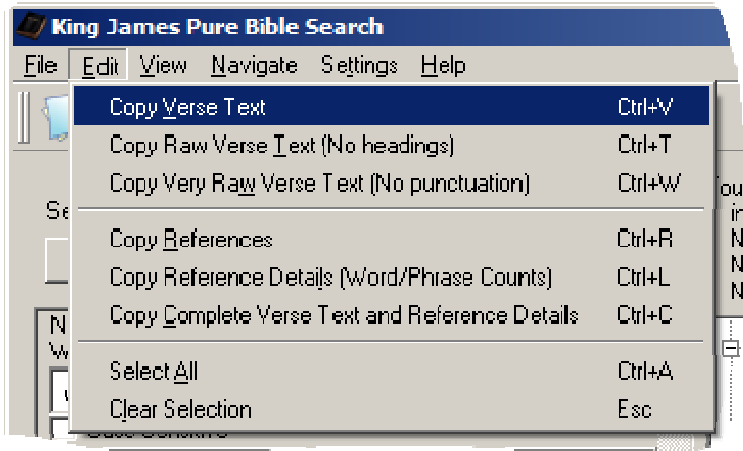 King James Pure Bible Search
File Edit View Navigate Settings Help
Copy Verse Text Ctrl+V
Copy Raw Verse Text (No headings) Ctrl+T
Copy Very Raw Verse Text (No punctuation) Ctrl+W
Copy References Ctrl+R
Copy Reference Details (Word/Phrase Counts) Ctrl+L
Copy Complete Verse Text and Reference Details Ctrl+C
Select All Ctrl+A
Clear Selection Esc